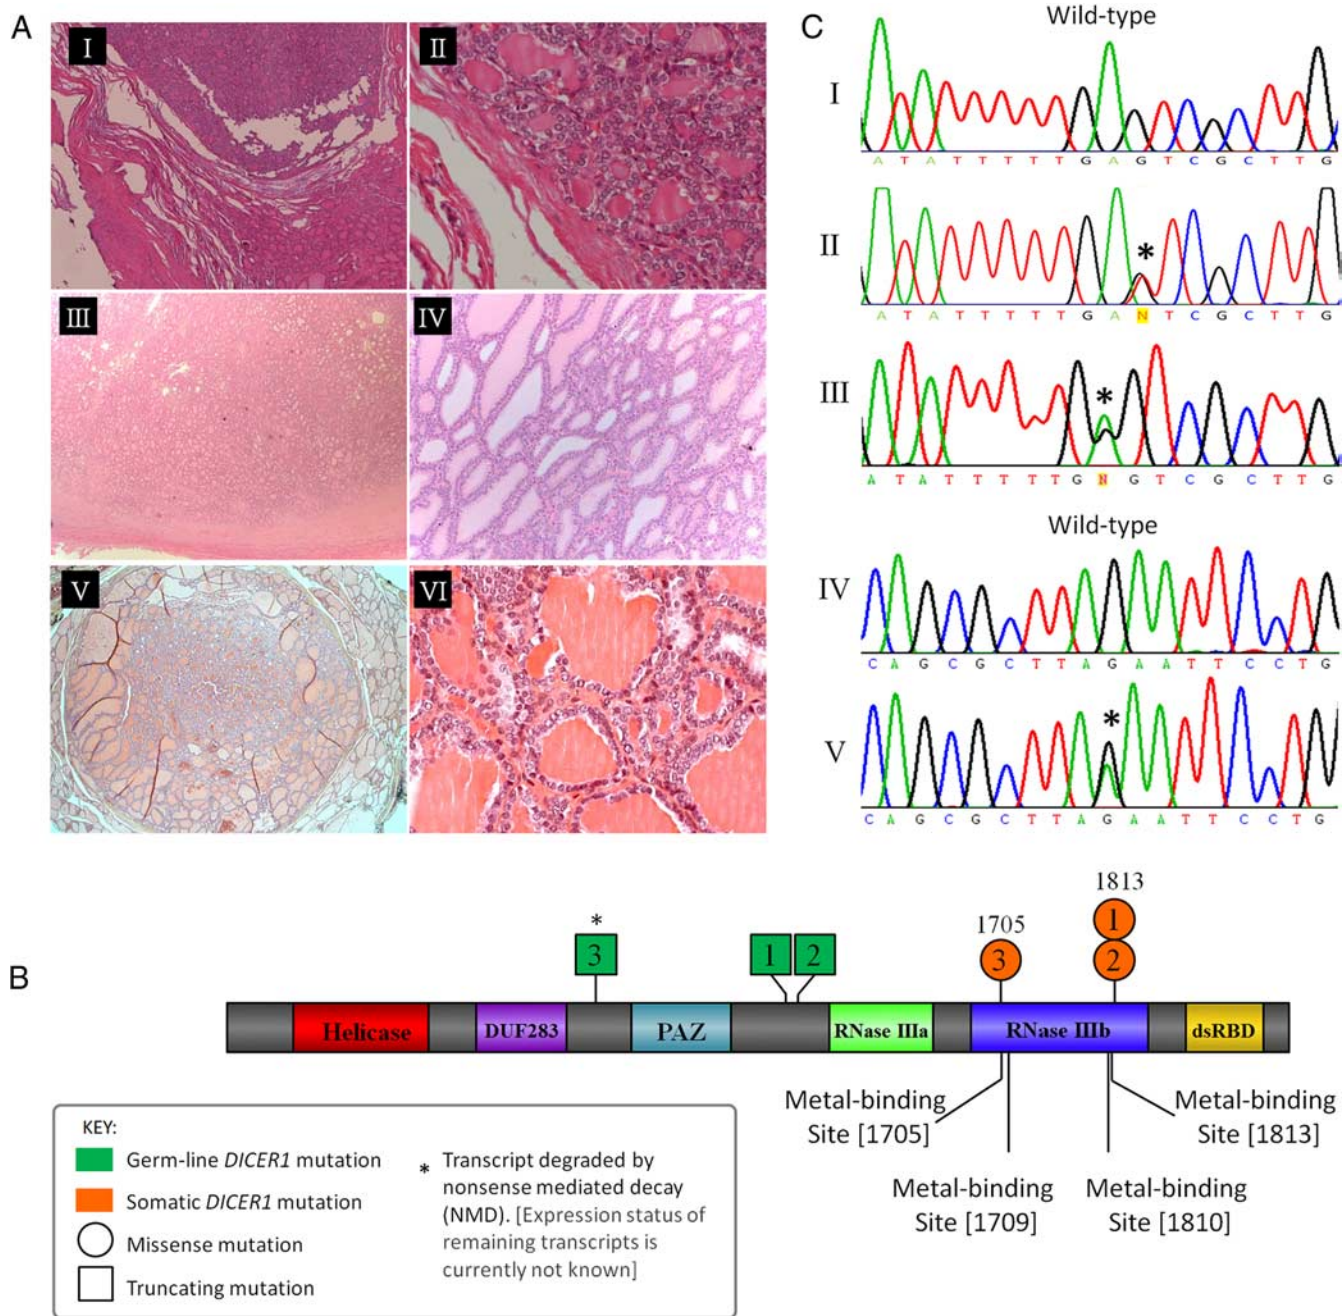 A
I
II
III
IV
V
VI
C
Wild-type
I
A T A T T T T T G A G T C G C T T G
II
*
A T A T T T T T G A N T C G C T T G
III
*
A T A T T T T T G N G T C G C T T G
Wild-type
IV
C A G C G C T T A G A A T T C C T G
V
*
C A G C G C T T A G A A T T C C T G
B
*
3
1
2
1705
3
1813
1
2
Helicase
DUF283
PAZ
RNase IIIa
RNase IIIb
dsRBD
Metal-binding
Site [1705]
Metal-binding
Site [1813]
Metal-binding
Site [1709]
Metal-binding
Site [1810]
KEY:
Germ-line DICER1 mutation
Somatic DICER1 mutation
Missense mutation
Truncating mutation
* Transcript degraded by
nonsense mediated decay
(NMD). [Expression status of
remaining transcripts is
currently not known]